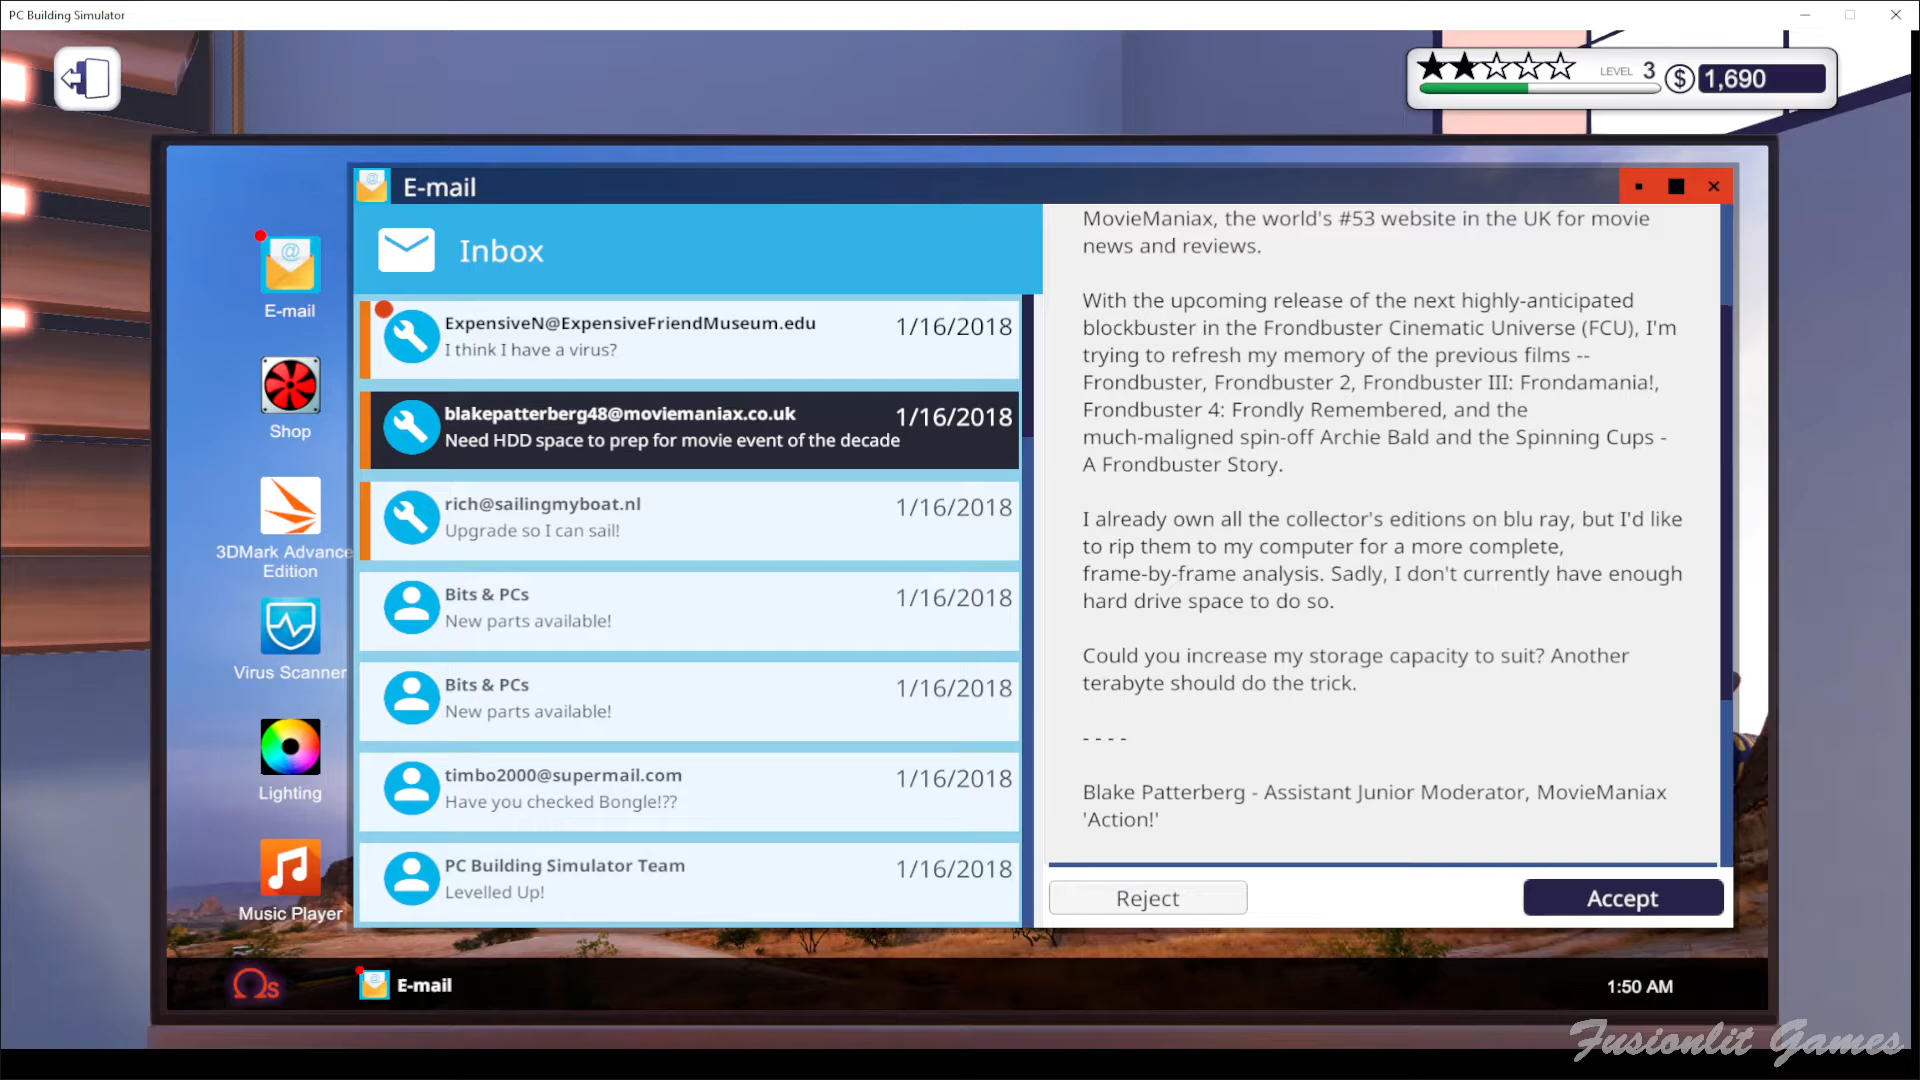 PC Building Simulator
LEVEL 3
$ 1,690
E-mail
Inbox
E-mail
Shop
3DMark Advance
Edition
Virus Scanner
Lighting
Music Player
ExpensiveN@ExpensiveFriendMuseum.edu 1/16/2018
I think I have a virus?
blakepatterberg48@moviemaniax.co.uk 1/16/2018
Need HDD space to prep for movie event of the decade
rich@sailingmyboat.nl 1/16/2018
Upgrade so I can sail!
Bits & PCs 1/16/2018
New parts available!
Bits & PCs 1/16/2018
New parts available!
timbo2000@supermail.com 1/16/2018
Have you checked Bongle!??
PC Building Simulator Team 1/16/2018
Levelled Up!
MovieManiax, the world's #53 website in the UK for movie
news and reviews.
With the upcoming release of the next highly-anticipated
blockbuster in the Frondbuster Cinematic Universe (FCU), I'm
trying to refresh my memory of the previous films --
Frondbuster, Frondbuster 2, Frondbuster III: Frondamania!,
Frondbuster 4: Frondly Remembered, and the
much-maligned spin-off Archie Bald and the Spinning Cups -
A Frondbuster Story.
I already own all the collector's editions on blu ray, but I'd like
to rip them to my computer for a more complete,
frame-by-frame analysis. Sadly, I don't currently have enough
hard drive space to do so.
Could you increase my storage capacity to suit? Another
terabyte should do the trick.
- - - -
Blake Patterberg - Assistant Junior Moderator, MovieManiax
'Action!'
Reject
Accept
Ωs
E-mail
1:50 AM
Fusionlit Games